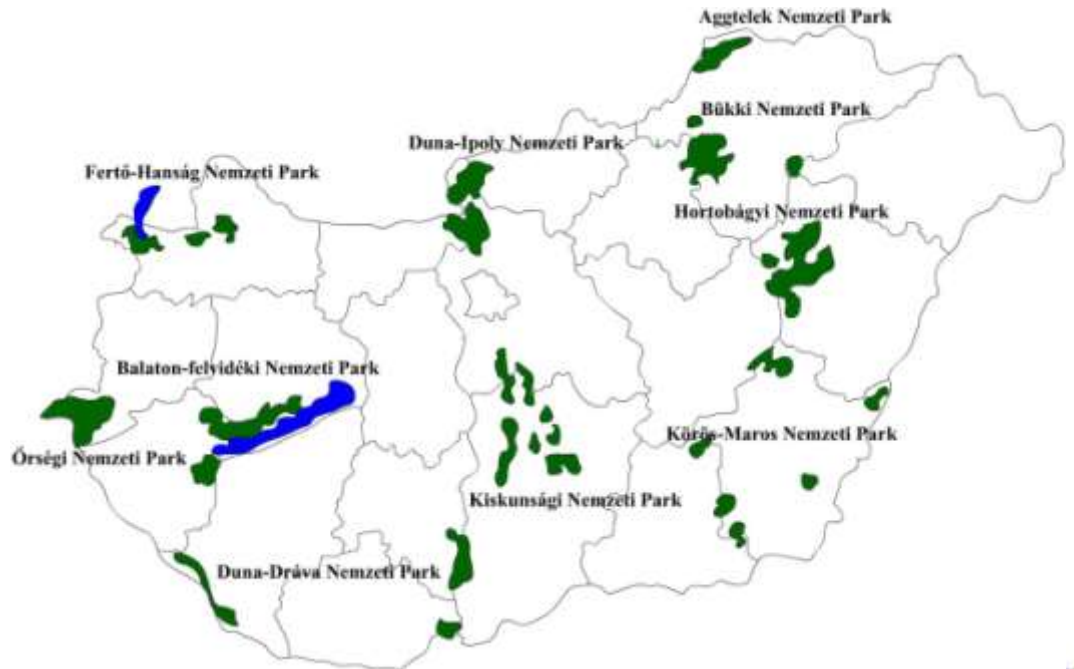 Aggtelek Nemzeti Park
Bükki Nemzeti Park
Duna-Ipoly Nemzeti Park
Fertő-Hanság Nemzeti Park
Hortobágyi Nemzeti Park
Balaton-felvidéki Nemzeti Park
Őrségi Nemzeti Park
Körös-Maros Nemzeti Park
Kiskunsági Nemzeti Park
Duna-Dráva Nemzeti Park